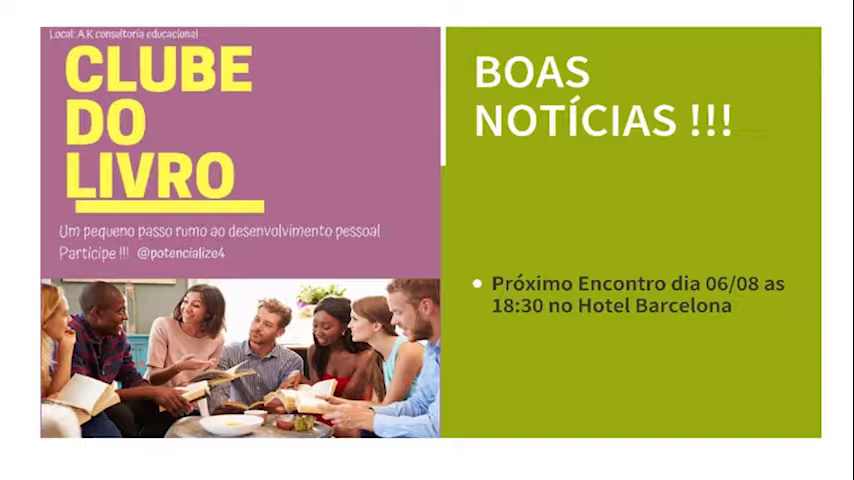 Local: A.K consultoria educacional
CLUBE
DO
LIVRO
Um pequeno passo rumo ao desenvolvimento pessoal
Participe !!! @potencialize4
BOAS
NOTÍCIAS !!!
Próximo Encontro dia 06/08 as
18:30 no Hotel Barcelona